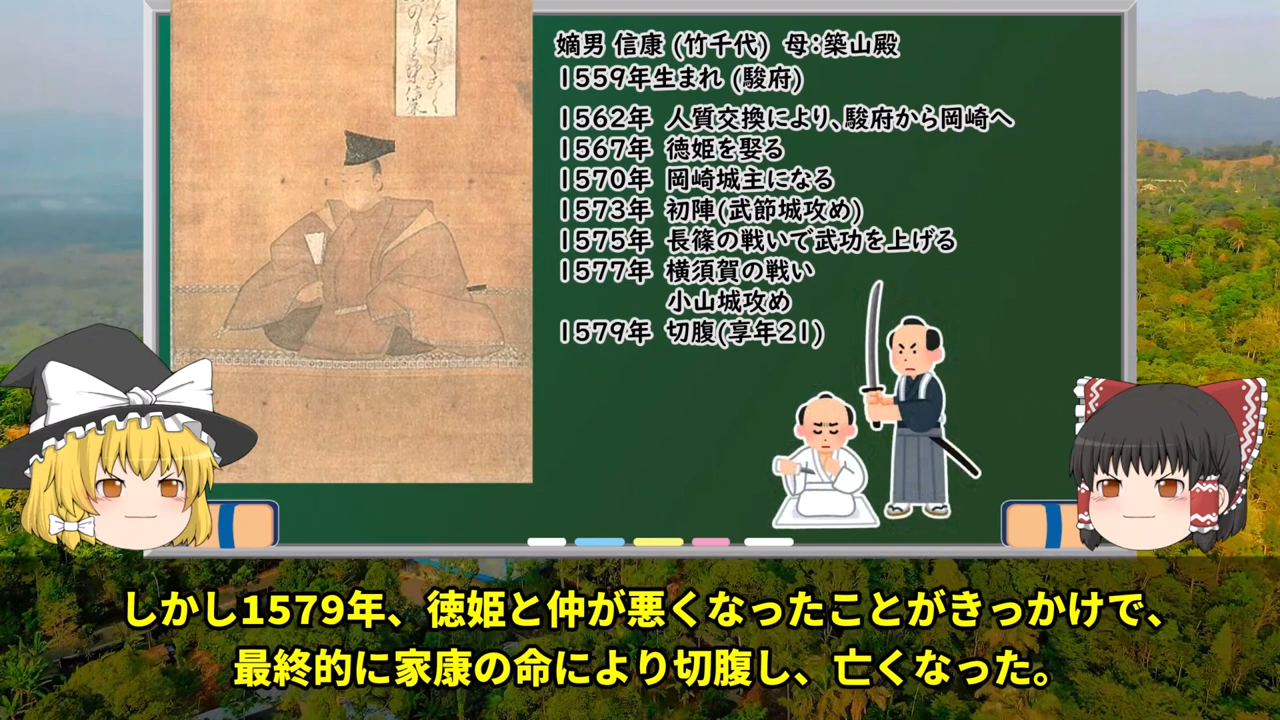 嫡男 信康 (竹千代) 母:築山殿
1559年生まれ (駿府)
1562年 人質交換により、駿府から岡崎へ
1567年 徳姫を娶る
1570年 岡崎城主になる
1573年 初陣(武節城攻め)
1575年 長篠の戦いで武功を上げる
1577年 横須賀の戦い
小山城攻め
1579年 切腹(享年21)
しかし1579年、徳姫と仲が悪くなったことがきっかけで、
最終的に家康の命により切腹し、亡くなった。